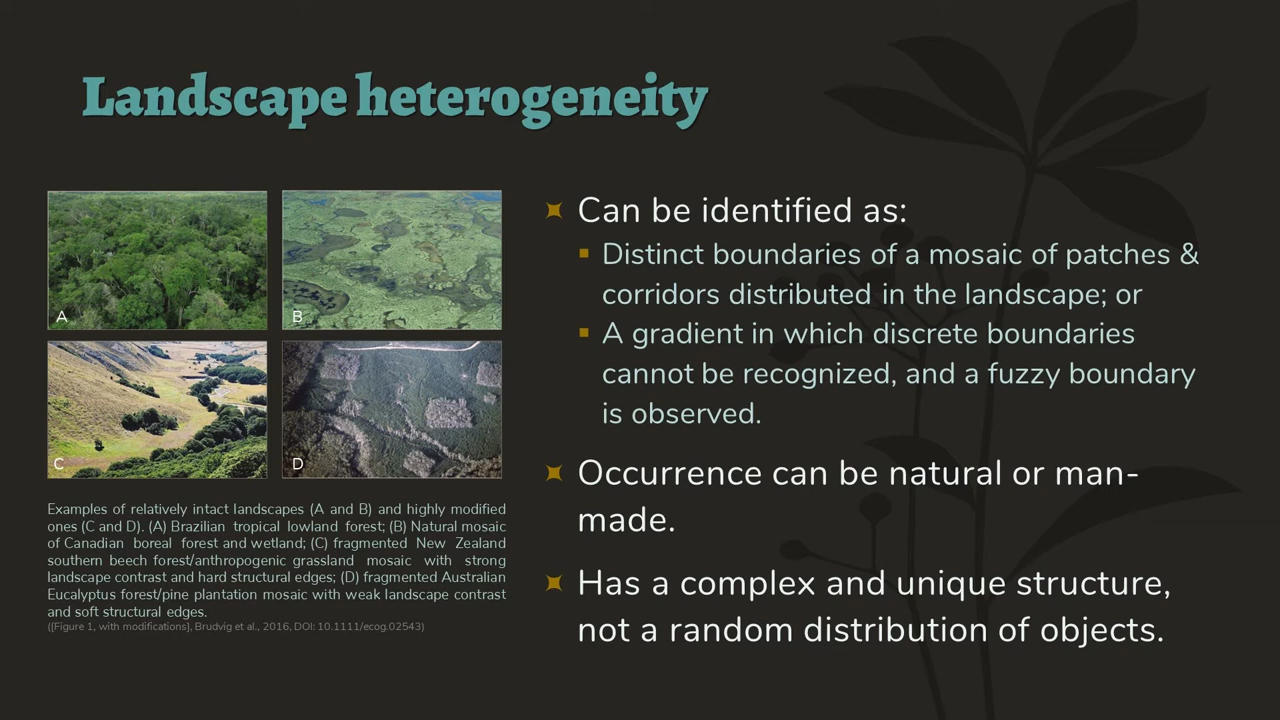 Landscape heterogeneity
A
B
C
D
Examples of relatively intact landscapes (A and B) and highly modified
ones (C and D). (A) Brazilian tropical lowland forest; (B) Natural mosaic
of Canadian boreal forest and wetland; (C) fragmented New Zealand
southern beech forest/anthropogenic grassland mosaic with strong
landscape contrast and hard structural edges; (D) fragmented Australian
Eucalyptus forest/pine plantation mosaic with weak landscape contrast
and soft structural edges.
([Figure 1, with modifications], Brudvig et al., 2016, DOI: 10.1111/ecog.02543)
Can be identified as:
Distinct boundaries of a mosaic of patches &
corridors distributed in the landscape; or
A gradient in which discrete boundaries
cannot be recognized, and a fuzzy boundary
is observed.
Occurrence can be natural or man-
made.
Has a complex and unique structure,
not a random distribution of objects.